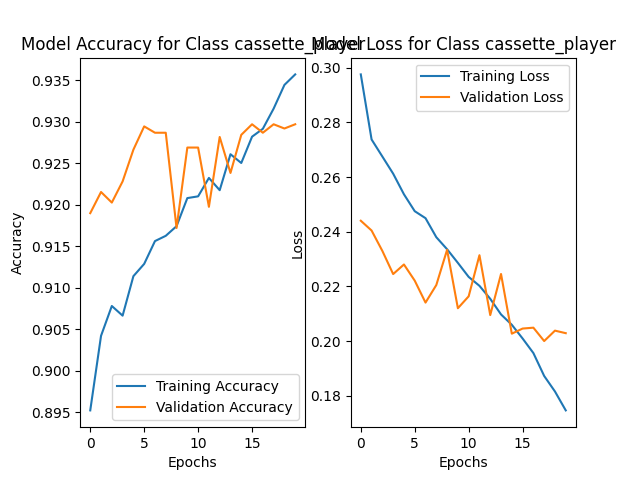 Model Accuracy for Class cassette_player
Model Loss for Class cassette_player
Accuracy
0.935
0.930
0.925
0.920
0.915
0.910
0.905
0.900
0.895
Training Accuracy
Validation Accuracy
0 5 10 15
Epochs
Loss
0.30
0.28
0.26
0.24
0.22
0.20
0.18
Training Loss
Validation Loss
0 5 10 15
Epochs